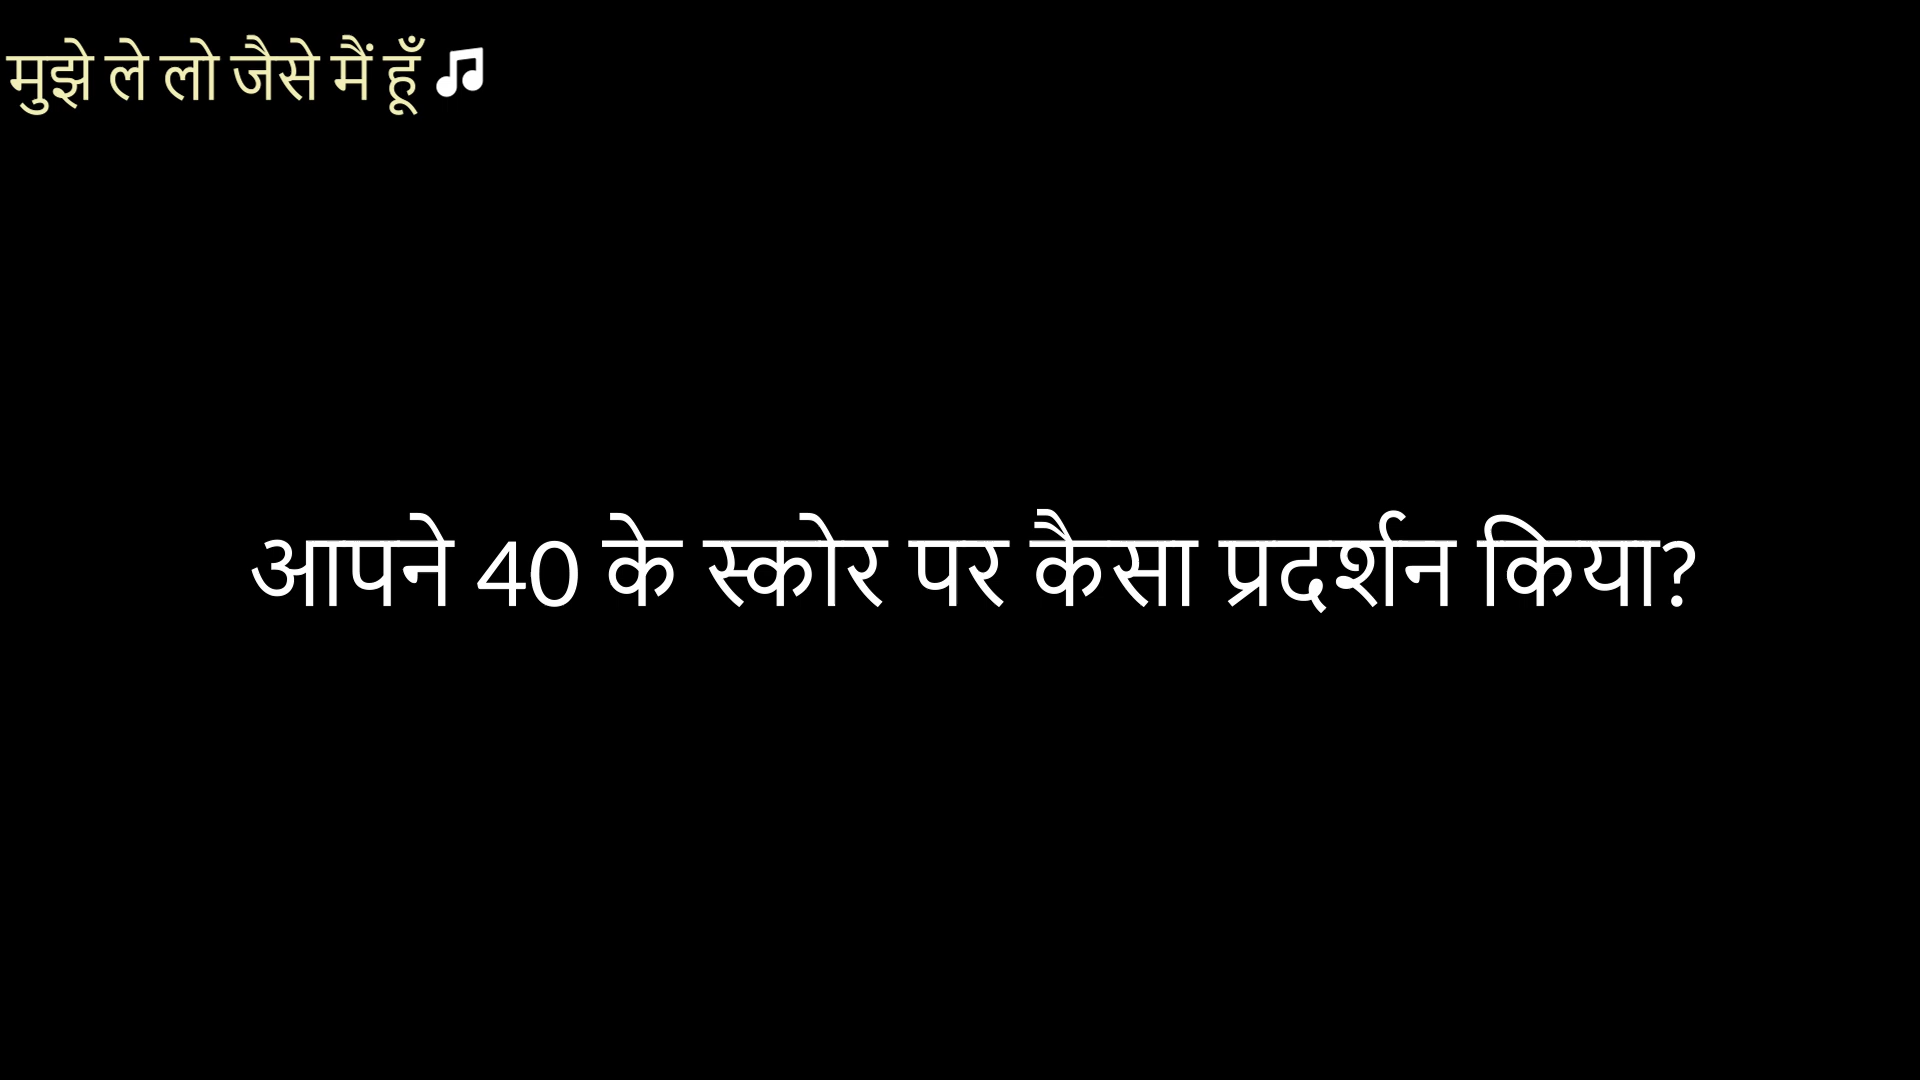 मुझे ले लो जैसे मैं हूँ 🎵
आपने 40 के स्कोर पर कैसा प्रदर्शन किया?